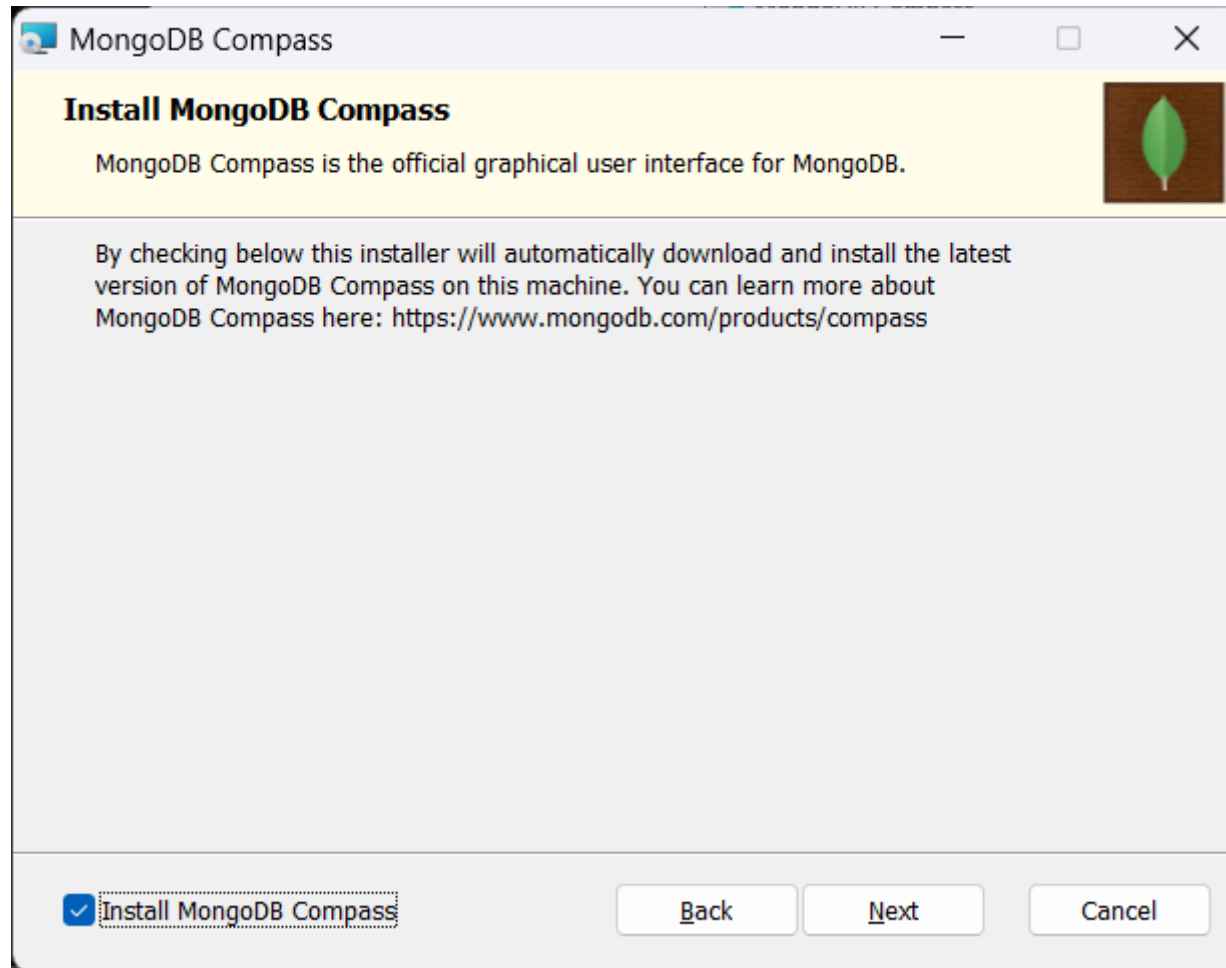 MongoDB Compass
Install MongoDB Compass
MongoDB Compass is the official graphical user interface for MongoDB.
By checking below this installer will automatically download and install the latest
version of MongoDB Compass on this machine. You can learn more about
MongoDB Compass here: https://www.mongodb.com/products/compass
Install MongoDB Compass Back Next Cancel